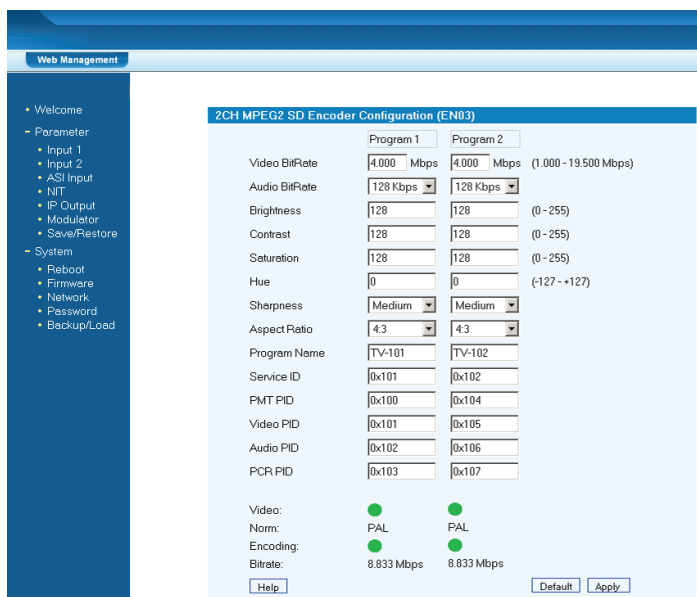 Web Management
Welcome
Parameter
Input 1
Input 2
ASI Input
NIT
IP Output
Modulator
Save/Restore
System
Reboot
Firmware
Network
Password
Backup/Load
2CH MPEG2 SD Encoder Configuration (EN03)
Program 1 Program 2
Video BitRate 4.000 Mbps 4.000 Mbps (1.000 - 19.500 Mbps)
Audio BitRate 128 Kbps 128 Kbps
Brightness 128 128 (0 - 255)
Contrast 128 128 (0 - 255)
Saturation 128 128 (0 - 255)
Hue 0 0 (-127 - +127)
Sharpness Medium Medium
Aspect Ratio 4:3 4:3
Program Name TV-101 TV-102
Service ID 0x101 0x102
PMT PID 0x100 0x104
Video PID 0x101 0x105
Audio PID 0x102 0x106
PCR PID 0x103 0x107
Video:
Norm: PAL PAL
Encoding:
Bitrate: 8.833 Mbps 8.833 Mbps
Help Default Apply